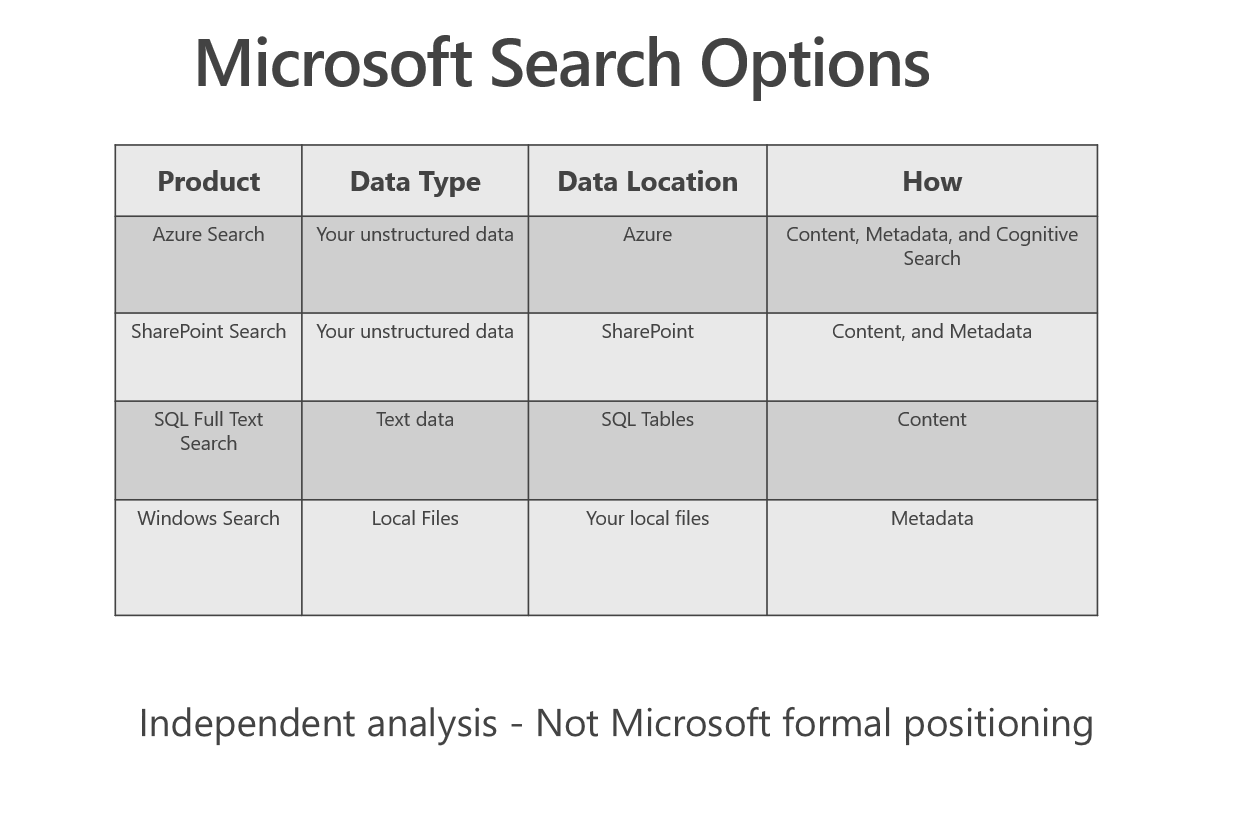 Microsoft Search Options
Product Data Type Data Location How
Azure Search Your unstructured data Azure Content, Metadata, and Cognitive
Search
SharePoint Search Your unstructured data SharePoint Content, and Metadata
SQL Full Text Text data SQL Tables Content
Search
Windows Search Local Files Your local files Metadata
Independent analysis - Not Microsoft formal positioning